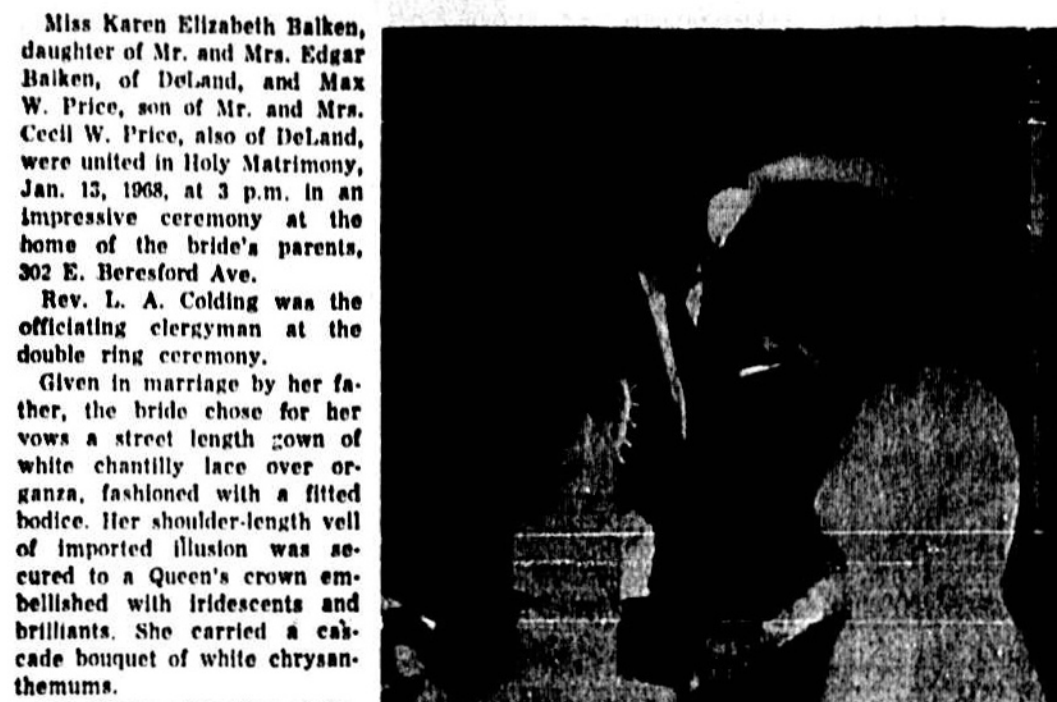 Miss Karen Elizabeth Balken,
daughter of Mr. and Mrs. Edgar
Balken, of DeLand, and Max
W. Price, son of Mr. and Mrs.
Cecil W. Price, also of DeLand,
were united in Holy Matrimony,
Jan. 13, 1968, at 3 p.m. in an
impressive ceremony at the
home of the bride's parents,
302 E. Beresford Ave.
Rev. L. A. Colding was the
officiating clergyman at the
double ring ceremony.
Given in marriage by her fa-
ther, the bride chose for her
vows a street length gown of
white chantilly lace over or-
ganza, fashioned with a fitted
bodice. Her shoulder-length veil
of imported illusion was se-
cured to a Queen's crown em-
bellished with iridescents and
brilliants. She carried a cas-
cade bouquet of white chrysan-
themums.